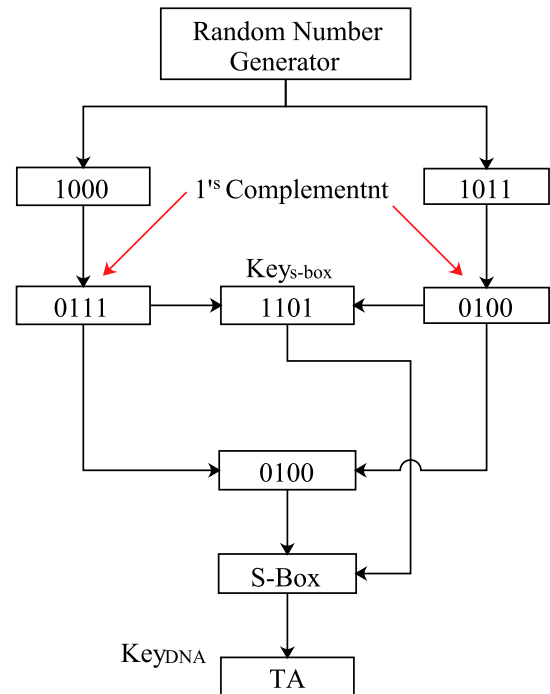 Random Number
Generator
1000
1's Complementnt
1011
Keys-box
0111
1101
0100
0100
S-Box
KeyDNA
TA